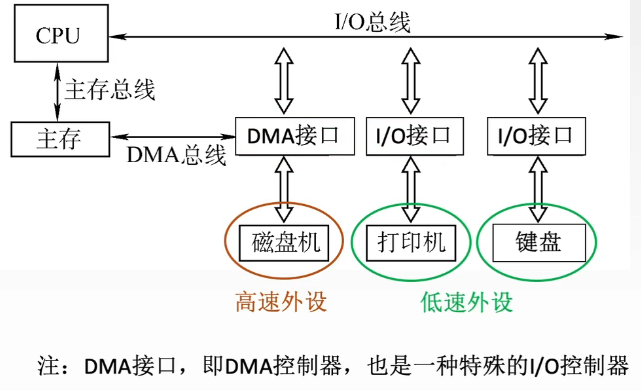 I/O总线
CPU
主存总线
主存
DMA总线
DMA接口
I/O接口
I/O接口
磁盘机
打印机
键盘
高速外设
低速外设
注：DMA接口，即DMA控制器，也是一种特殊的I/O控制器